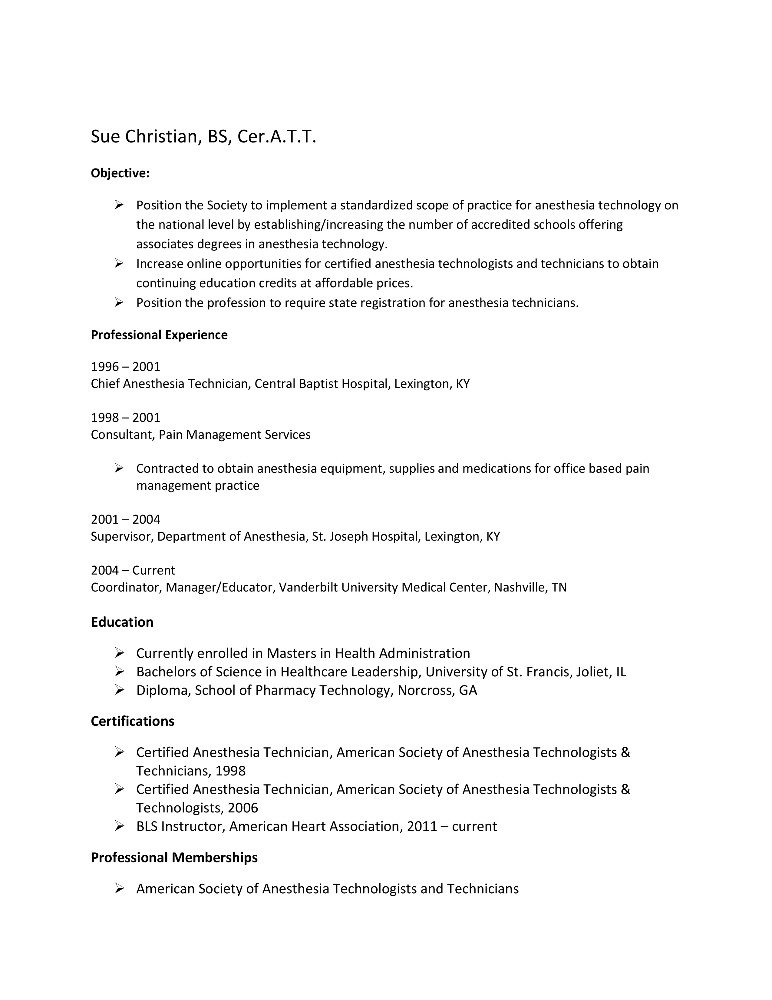 Sue Christian, BS, Cer.A.T.T.
Objective:
➢ Position the Society to implement a standardized scope of practice for anesthesia technology on
the national level by establishing/increasing the number of accredited schools offering
associates degrees in anesthesia technology.
➢ Increase online opportunities for certified anesthesia technologists and technicians to obtain
continuing education credits at affordable prices.
➢ Position the profession to require state registration for anesthesia technicians.
Professional Experience
1996 – 2001
Chief Anesthesia Technician, Central Baptist Hospital, Lexington, KY
1998 – 2001
Consultant, Pain Management Services
➢ Contracted to obtain anesthesia equipment, supplies and medications for office based pain
management practice
2001 – 2004
Supervisor, Department of Anesthesia, St. Joseph Hospital, Lexington, KY
2004 – Current
Coordinator, Manager/Educator, Vanderbilt University Medical Center, Nashville, TN
Education
➢ Currently enrolled in Masters in Health Administration
➢ Bachelors of Science in Healthcare Leadership, University of St. Francis, Joliet, IL
➢ Diploma, School of Pharmacy Technology, Norcross, GA
Certifications
➢ Certified Anesthesia Technician, American Society of Anesthesia Technologists &
Technicians, 1998
➢ Certified Anesthesia Technician, American Society of Anesthesia Technologists &
Technologists, 2006
➢ BLS Instructor, American Heart Association, 2011 – current
Professional Memberships
➢ American Society of Anesthesia Technologists and Technicians